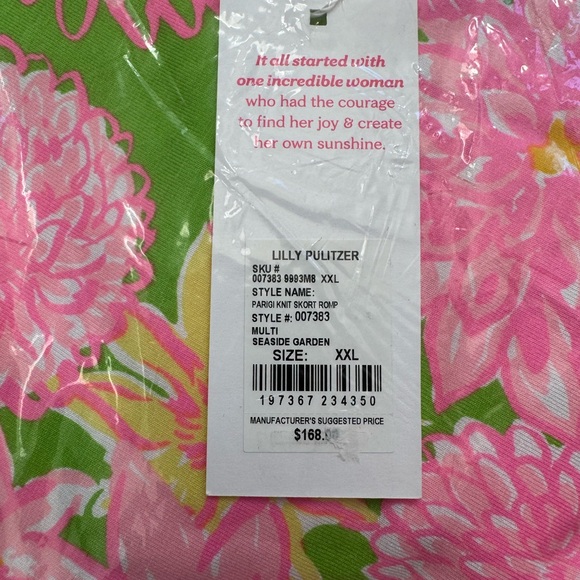 It all started with
one incredible woman
who had the courage
to find her joy & create
her own sunshine.
LILLY PULITZER
SKU #
007383 9993M8 XXL
STYLE NAME:
PARIGI KNIT SKORT ROMP
STYLE #: 007383
MULTI
SEASIDE GARDEN
SIZE: XXL
197367 234350
MANUFACTURER'S SUGGESTED PRICE
$168.00